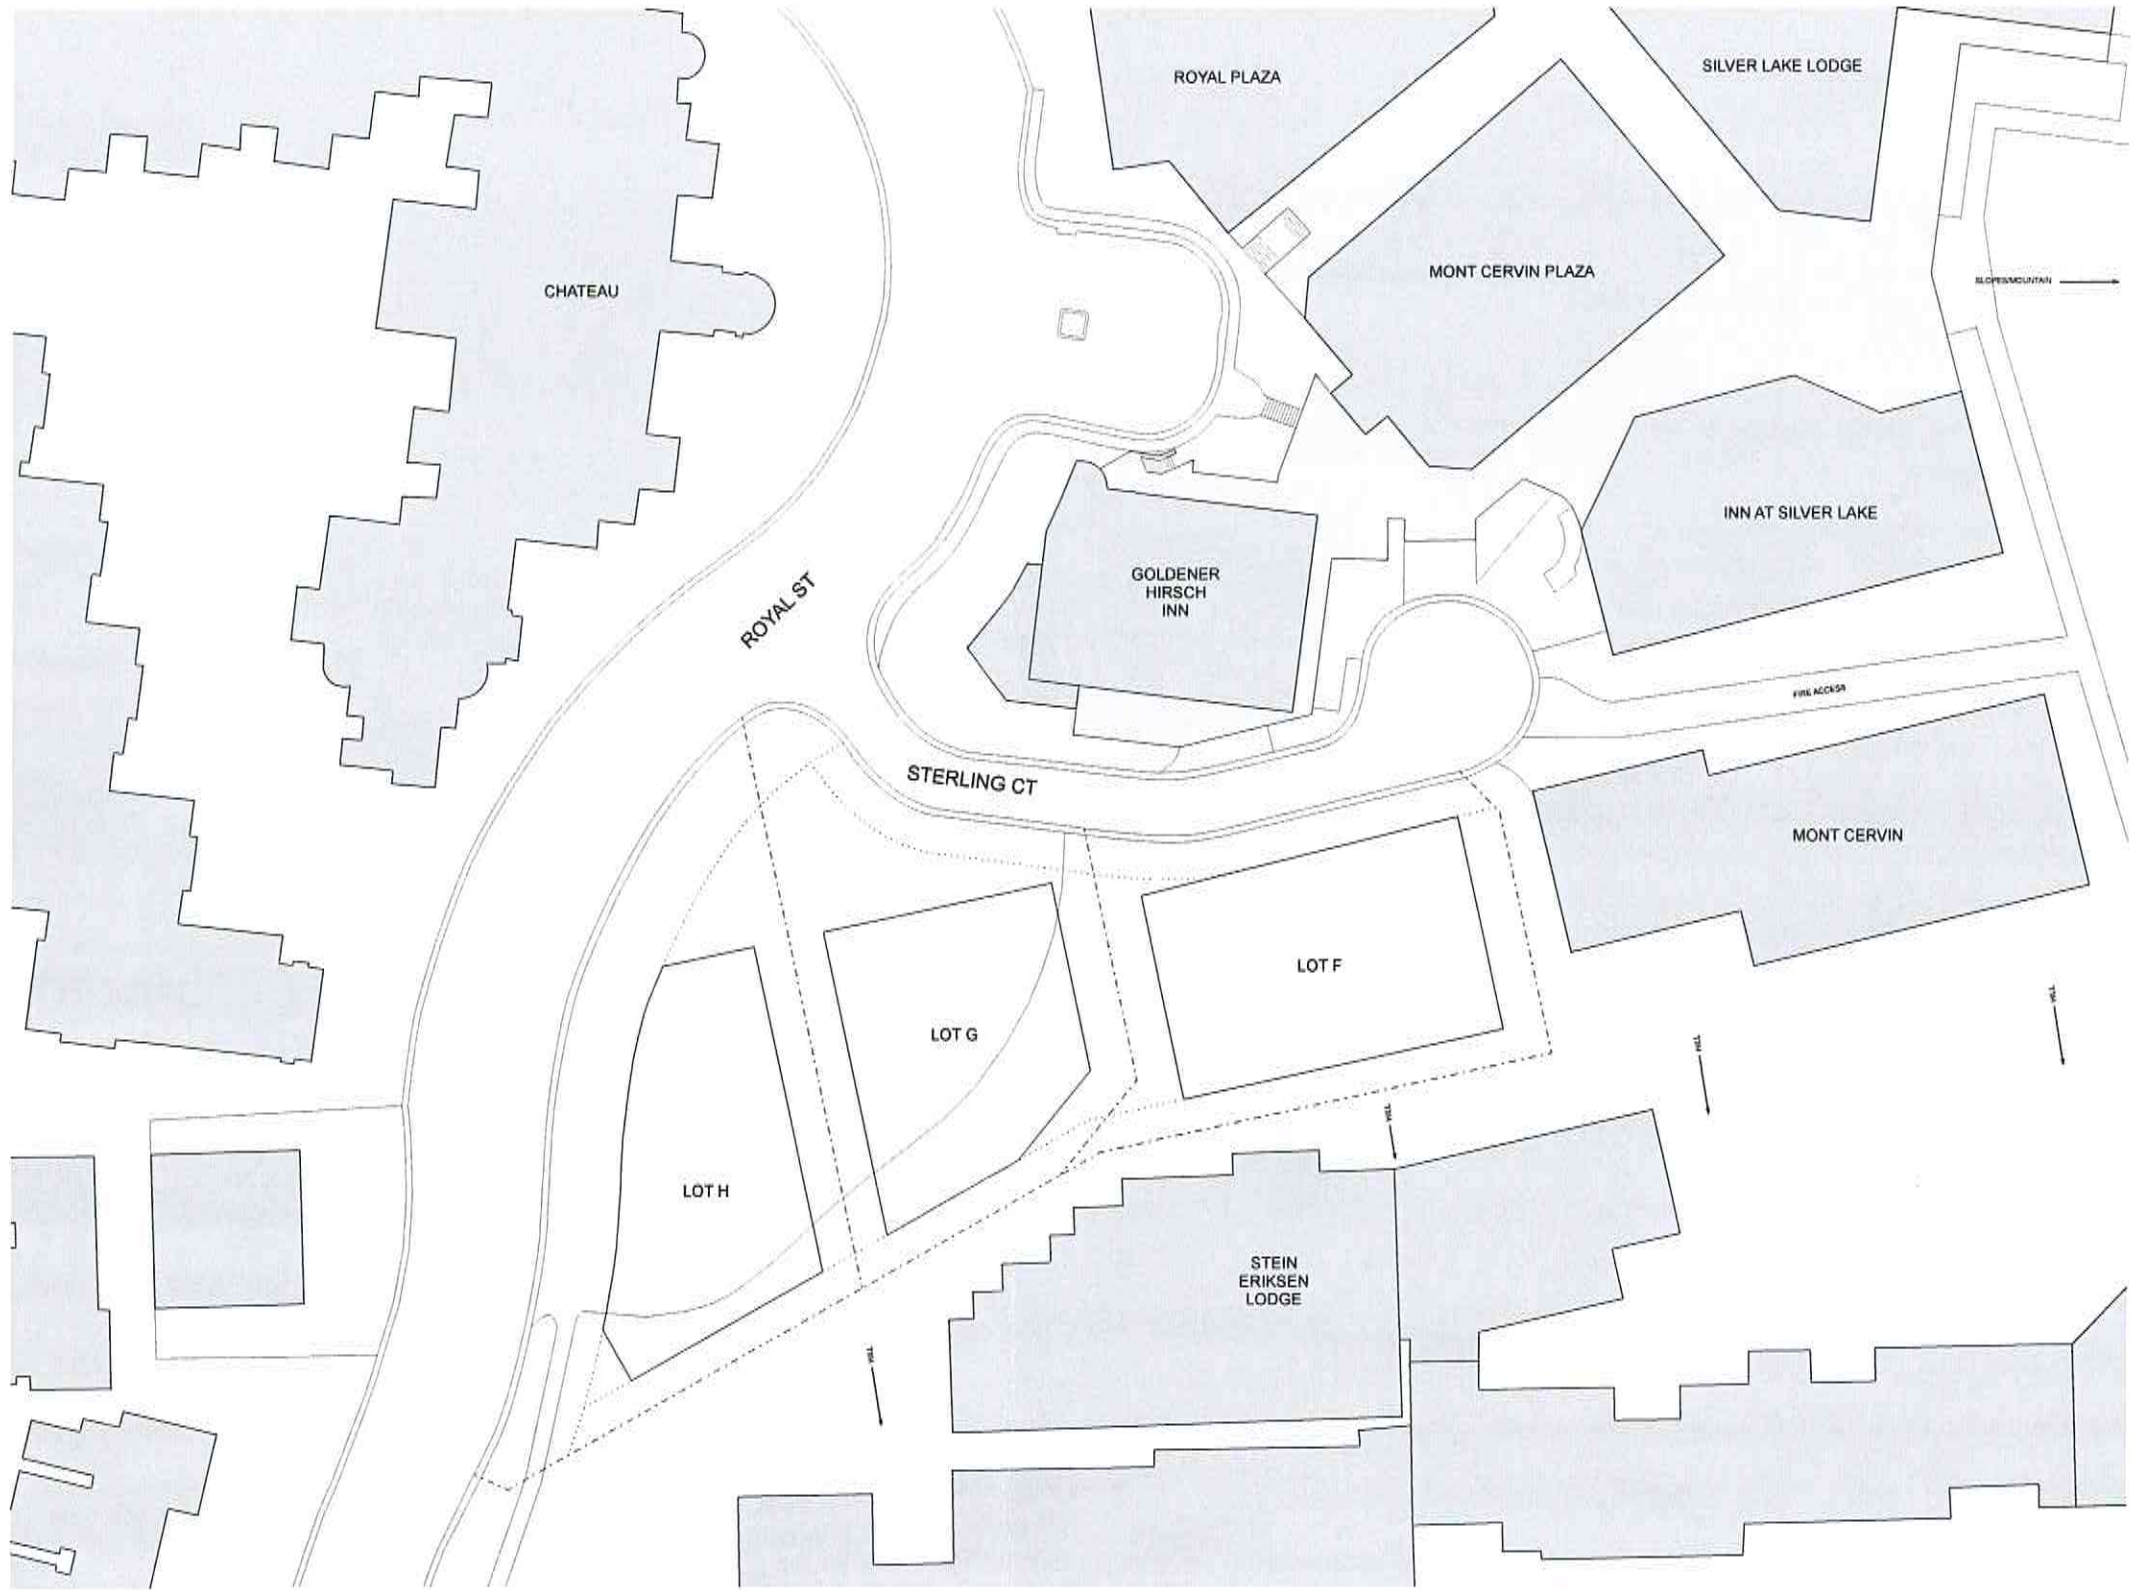 ROYAL PLAZA
SILVER LAKE LODGE
CHATEAU
MONT CERVIN PLAZA
SLOPES/MOUNTAIN
INN AT SILVER LAKE
GOLDENER
HIRSCH
INN
ROYAL ST
FIRE ACCESS
STERLING CT
MONT CERVIN
LOT F
LOT G
LOT H
STEIN
ERIKSEN
LODGE